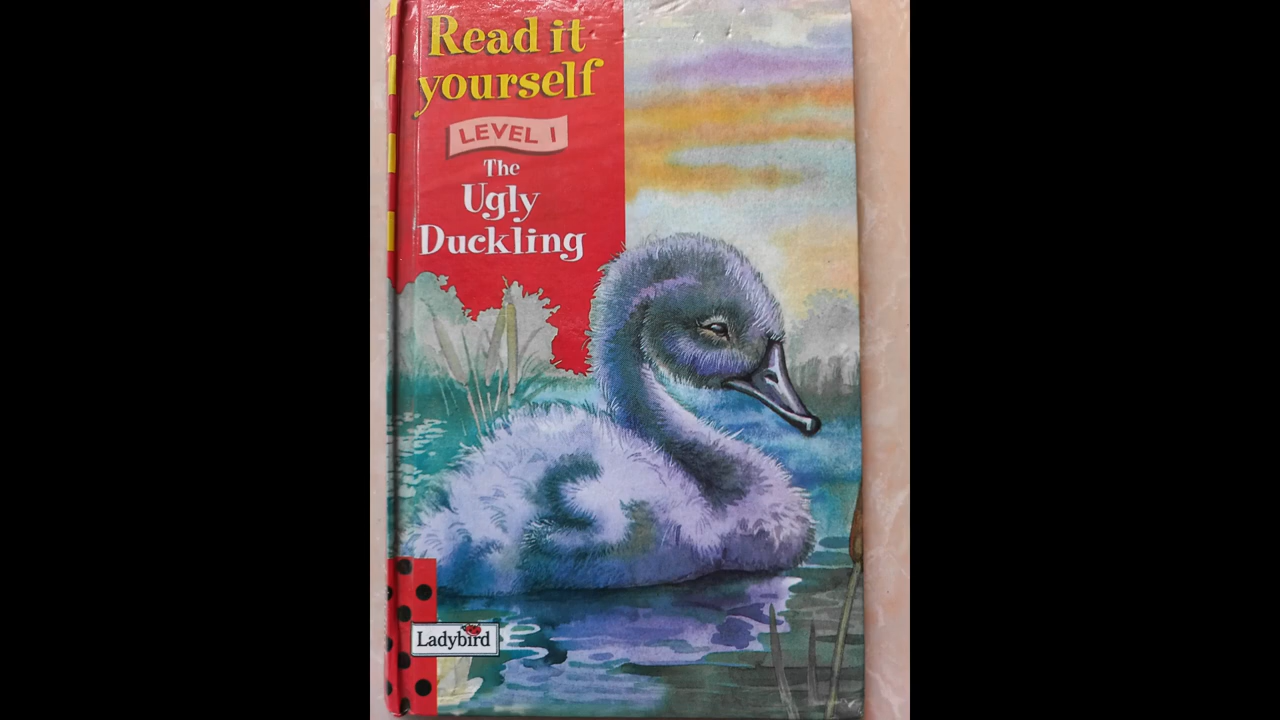 Read it
yourself
LEVEL 1
The
Ugly
Duckling
Ladybird